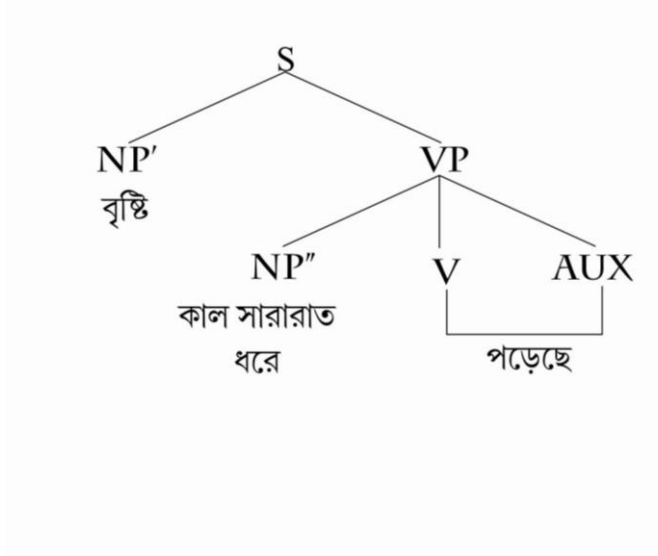 S
NP′ VP
বৃষ্টি
NP″ V AUX
কাল সারারাত
ধরে পড়েছে